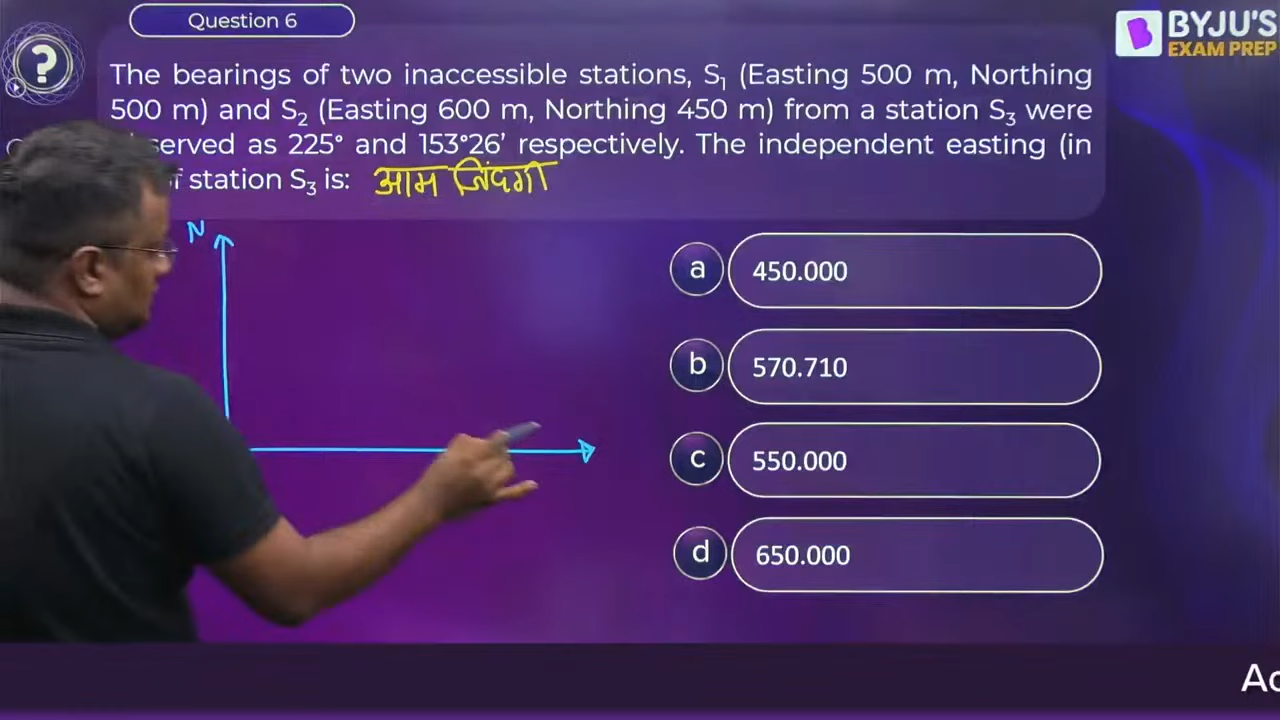 Question 6
BYJU'S
EXAM PREP
?
The bearings of two inaccessible stations, S₁ (Easting 500 m, Northing
500 m) and S₂ (Easting 600 m, Northing 450 m) from a station S₃ were
served as 225° and 153°26' respectively. The independent easting (in
f station S₃ is: आम जिंदगी
N
a 450.000
b 570.710
c 550.000
d 650.000
Ac